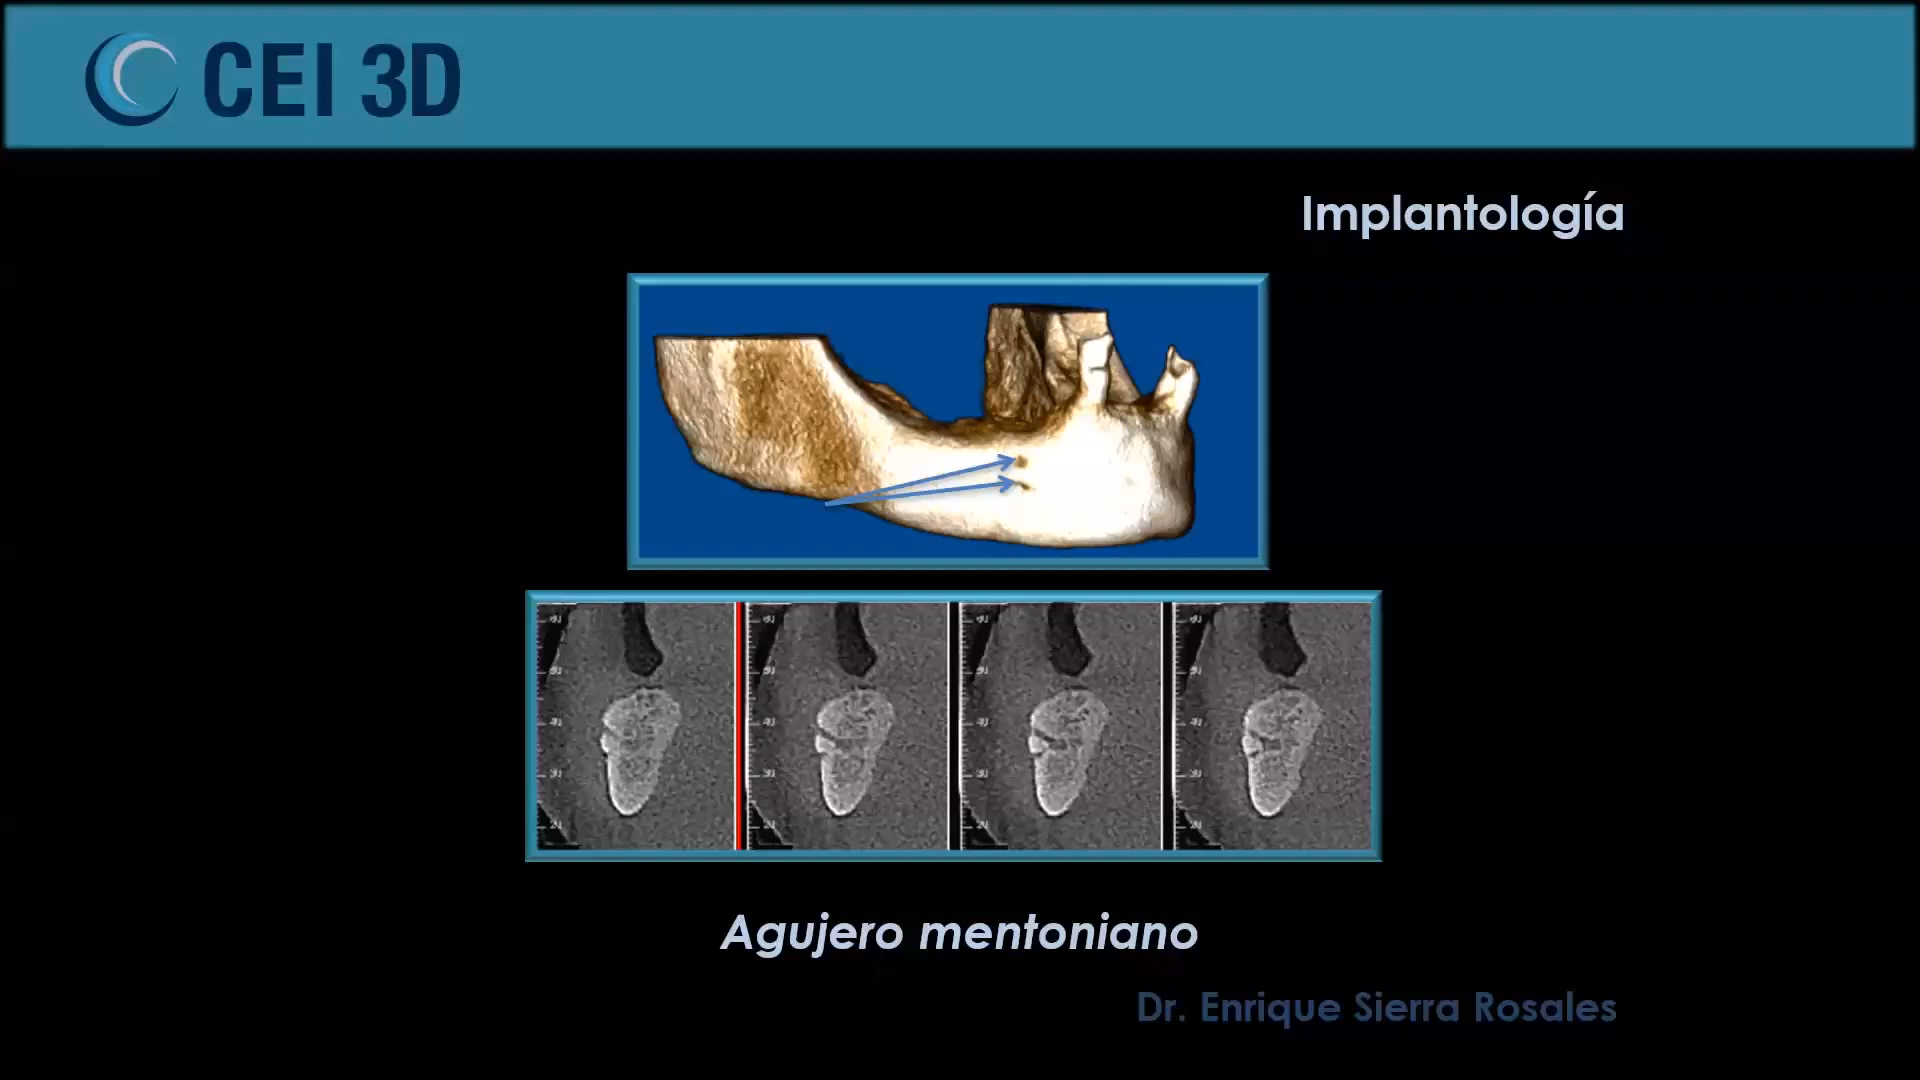 CEI 3D
Implantología
Agujero mentoniano
Dr. Enrique Sierra Rosales